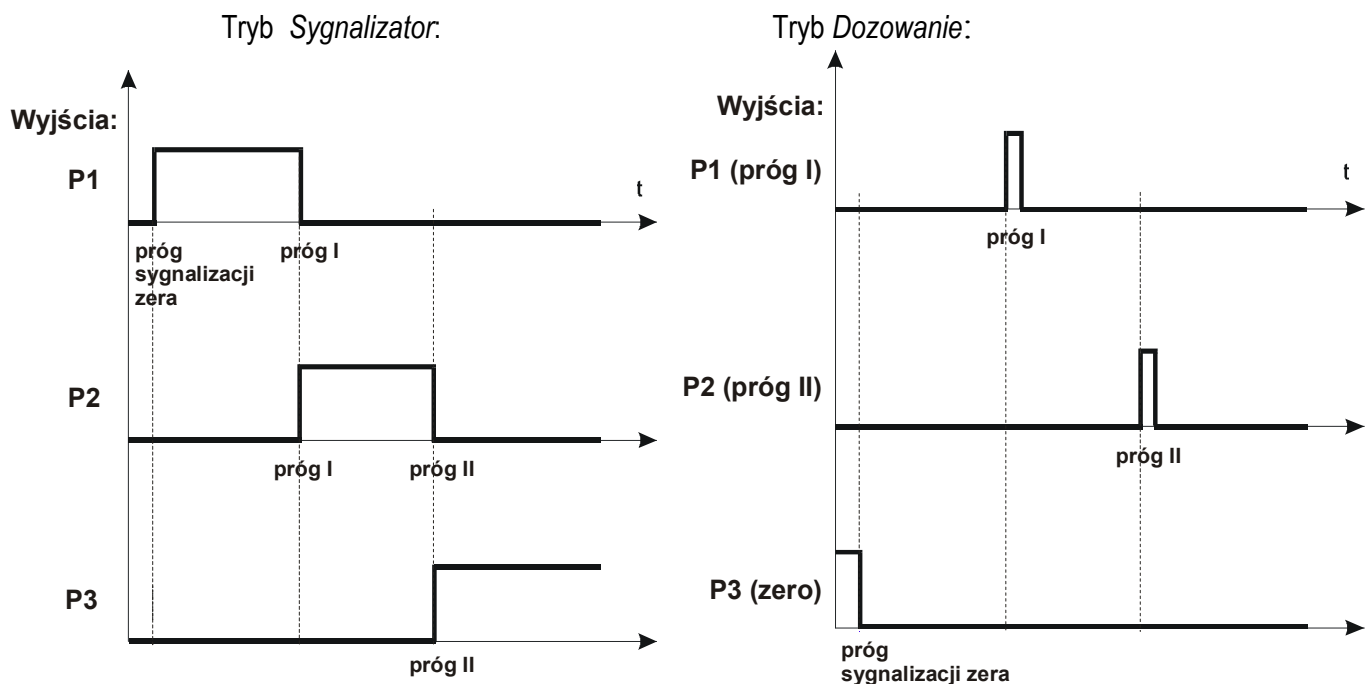 Tryb Sygnalizator:
Wyjścia:
P1
t
próg
sygnalizacji
zera
próg I
P2
próg I
próg II
P3
próg II
Tryb Dozowanie:
Wyjścia:
P1 (próg I)
t
próg I
P2 (próg II)
próg II
P3 (zero)
próg
sygnalizacji zera